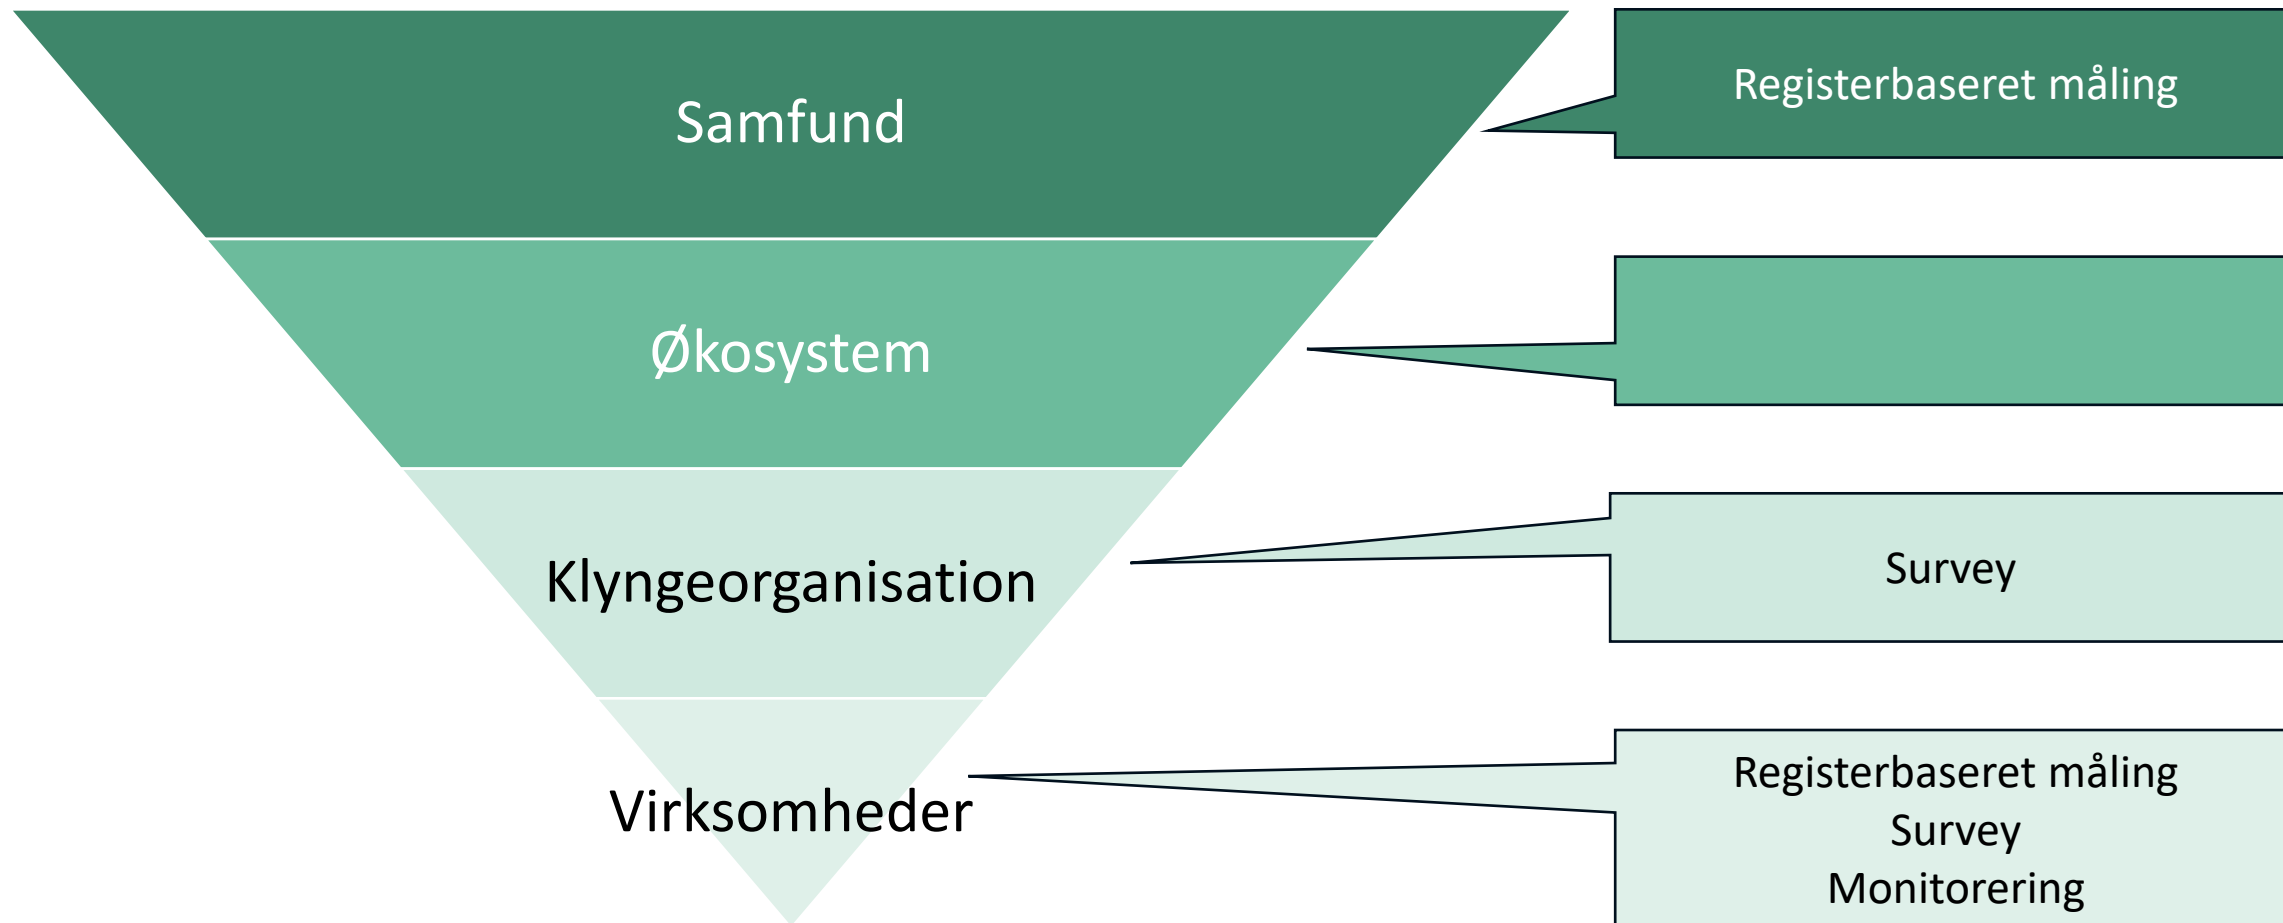 Samfund
Registerbaseret måling
Økosystem
Klyngeorganisation
Survey
Virksomheder
Registerbaseret måling
Survey
Monitorering